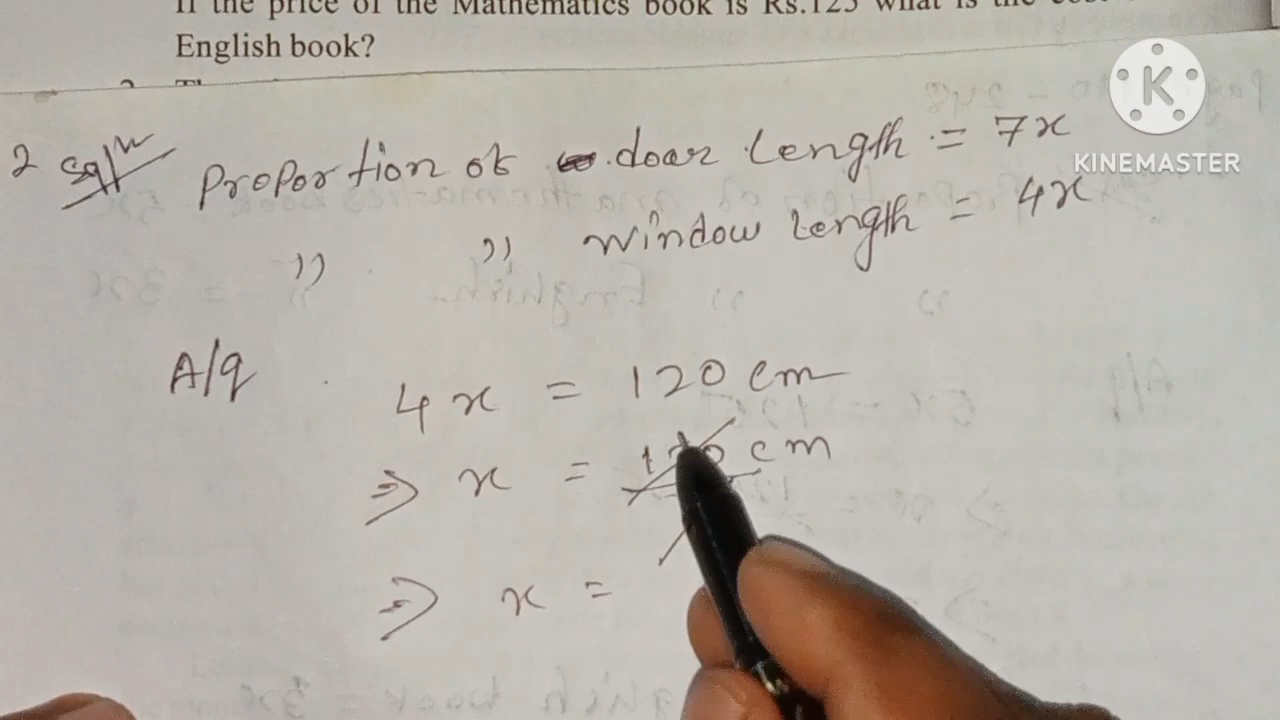 If the price of the Mathematics book is Rs.125 what is the cost
English book?
2 Soln Proportion of door length = 7x
" " window length = 4x
A/q 4x = 120 cm
⇒ x = 120 cm
⇒ x =
K
KINEMASTER